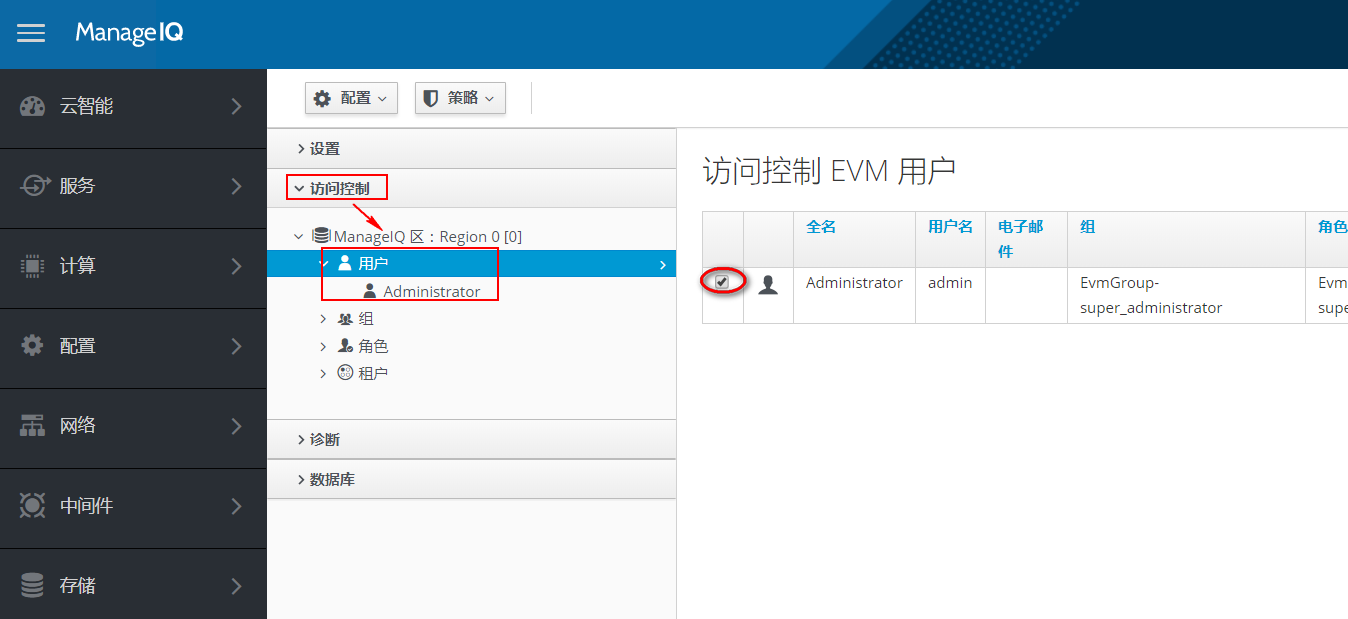 ManageIQ
云智能
服务
计算
配置
网络
中间件
存储
配置
策略
设置
访问控制
ManageIQ 区：Region 0 [0]
用户
Administrator
组
角色
租户
诊断
数据库
访问控制 EVM 用户
全名 用户名 电子邮 组 角色
件
Administrator admin EvmGroup- Evm
super_administrator supe